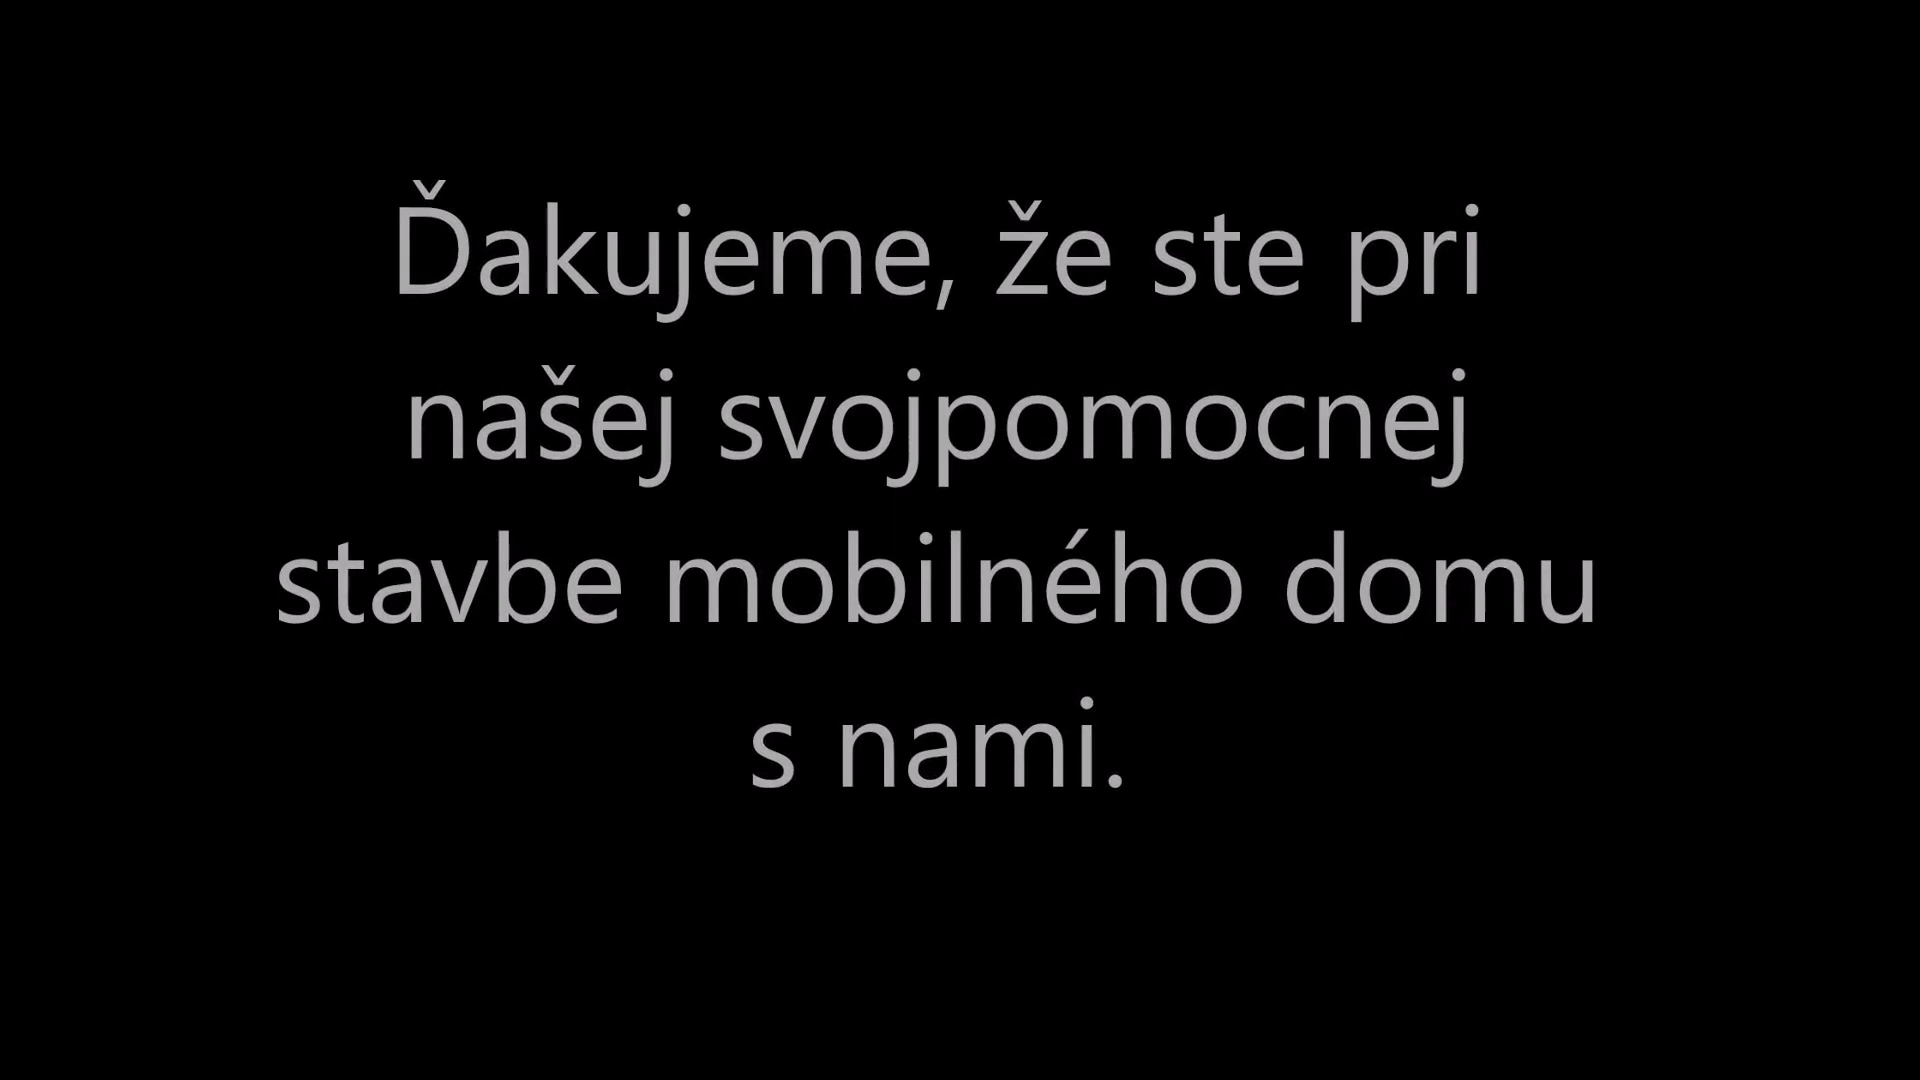 Ďakujeme, že ste pri
našej svojpomocnej
stavbe mobilného domu
s nami.